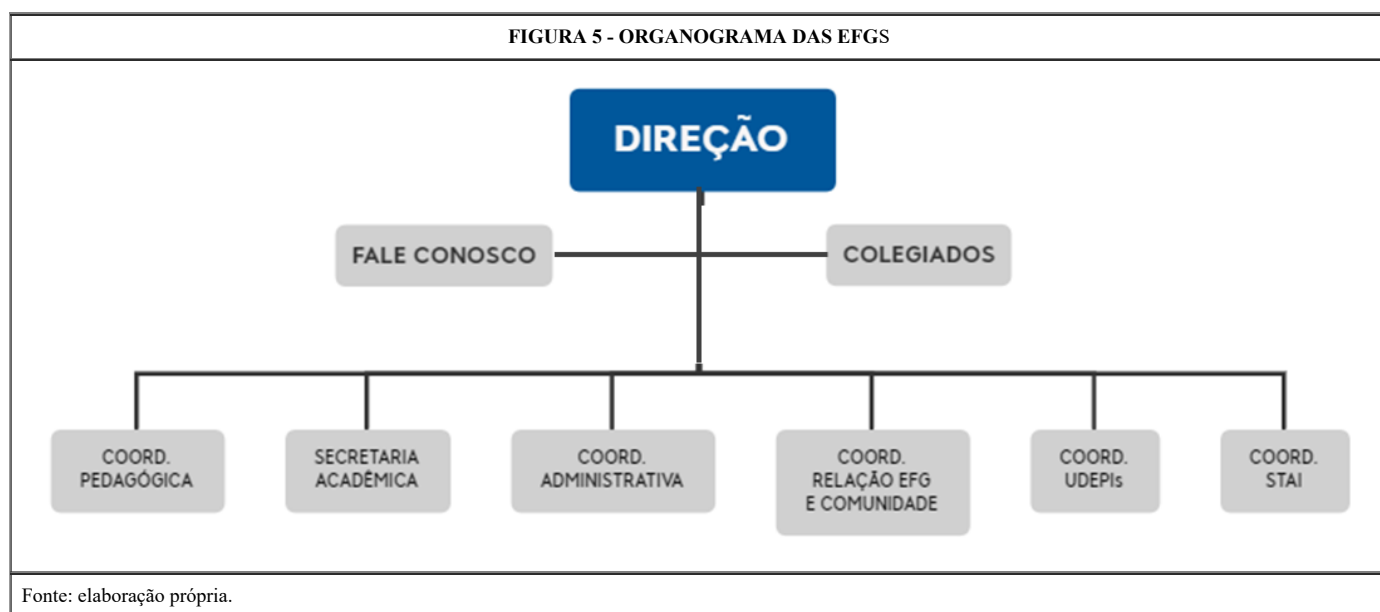 FIGURA 5 - ORGANOGRAMA DAS EFGS
DIREÇÃO
FALE CONOSCO
COLEGIADOS
COORD.
PEDAGÓGICA
SECRETARIA
ACADÊMICA
COORD.
ADMINISTRATIVA
COORD.
RELAÇÃO EFG
E COMUNIDADE
COORD.
UDEPIs
COORD.
STAI
Fonte: elaboração própria.